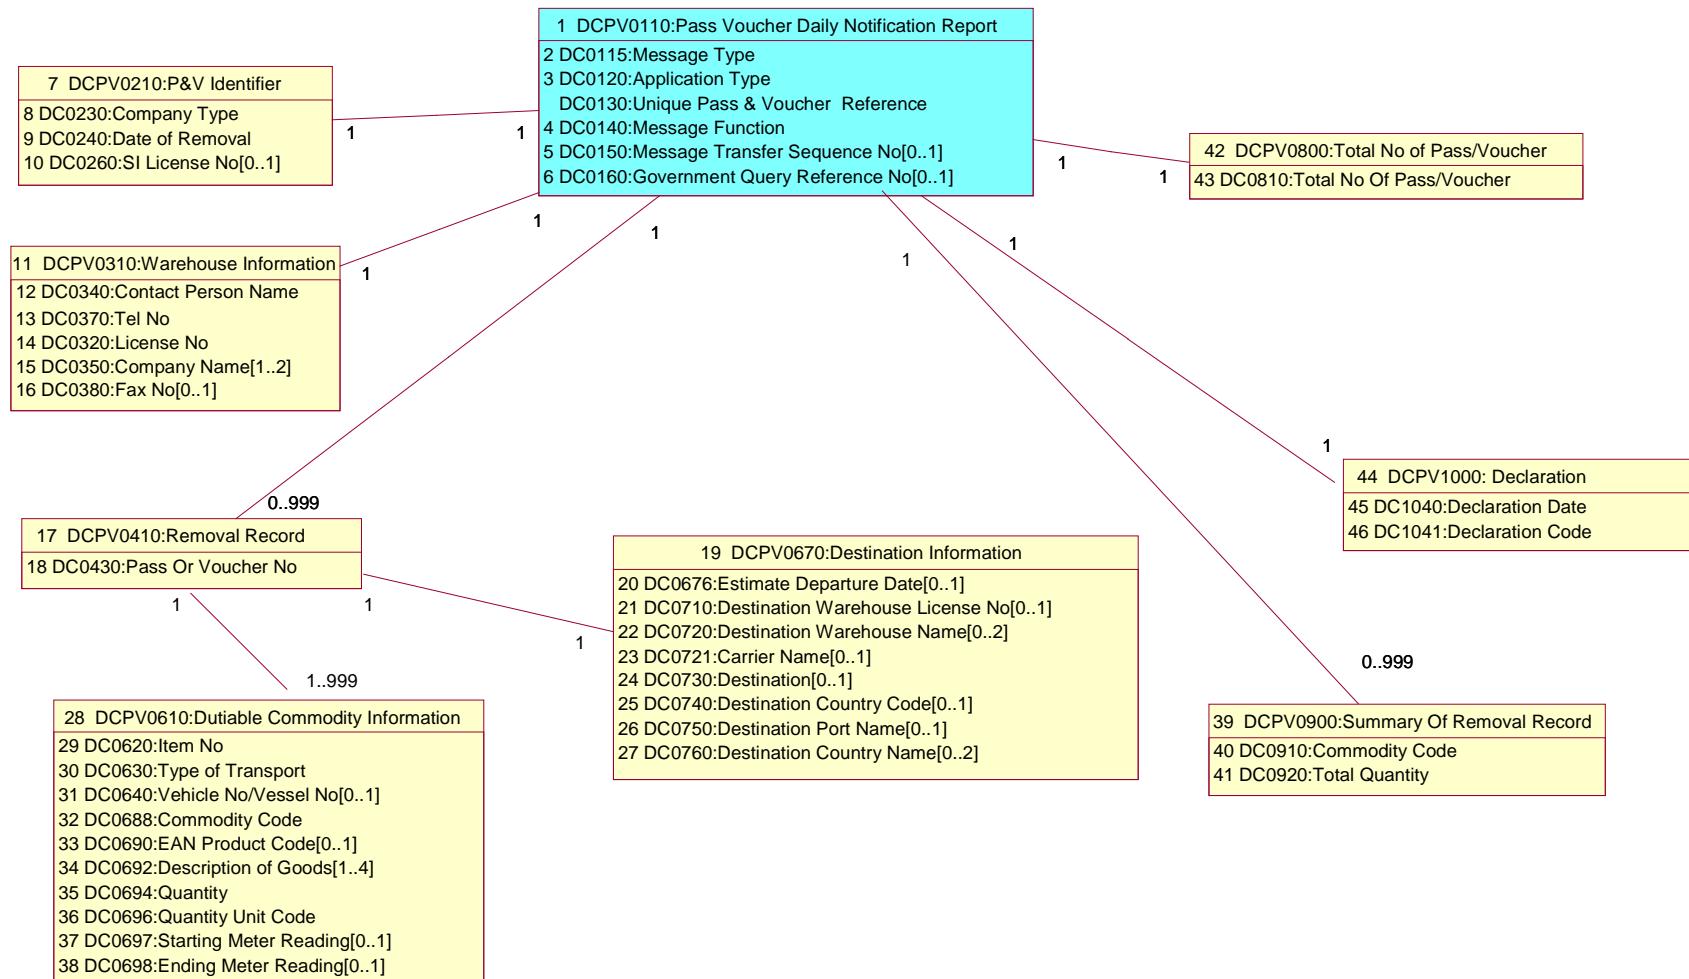 1 DCPV0110:Pass Voucher Daily Notification Report
2 DC0115:Message Type
3 DC0120:Application Type
DC0130:Unique Pass & Voucher Reference
4 DC0140:Message Function
5 DC0150:Message Transfer Sequence No[0..1]
6 DC0160:Government Query Reference No[0..1]
7 DCPV0210:P&V Identifier
8 DC0230:Company Type
9 DC0240:Date of Removal
10 DC0260:SI License No[0..1]
1
1
42 DCPV0800:Total No of Pass/Voucher
43 DC0810:Total No Of Pass/Voucher
1
1
11 DCPV0310:Warehouse Information
12 DC0340:Contact Person Name
13 DC0370:Tel No
14 DC0320:License No
15 DC0350:Company Name[1..2]
16 DC0380:Fax No[0..1]
1
1
1
1
1
1
0..999
17 DCPV0410:Removal Record
18 DC0430:Pass Or Voucher No
1
1
1
19 DCPV0670:Destination Information
20 DC0676:Estimate Departure Date[0..1]
21 DC0710:Destination Warehouse License No[0..1]
22 DC0720:Destination Warehouse Name[0..2]
23 DC0721:Carrier Name[0..1]
24 DC0730:Destination[0..1]
25 DC0740:Destination Country Code[0..1]
26 DC0750:Destination Port Name[0..1]
27 DC0760:Destination Country Name[0..2]
44 DCPV1000: Declaration
45 DC1040:Declaration Date
46 DC1041:Declaration Code
1..999
28 DCPV0610:Dutiable Commodity Information
29 DC0620:Item No
30 DC0630:Type of Transport
31 DC0640:Vehicle No/Vessel No[0..1]
32 DC0688:Commodity Code
33 DC0690:EAN Product Code[0..1]
34 DC0692:Description of Goods[1..4]
35 DC0694:Quantity
36 DC0696:Quantity Unit Code
37 DC0697:Starting Meter Reading[0..1]
38 DC0698:Ending Meter Reading[0..1]
0..999
39 DCPV0900:Summary Of Removal Record
40 DC0910:Commodity Code
41 DC0920:Total Quantity